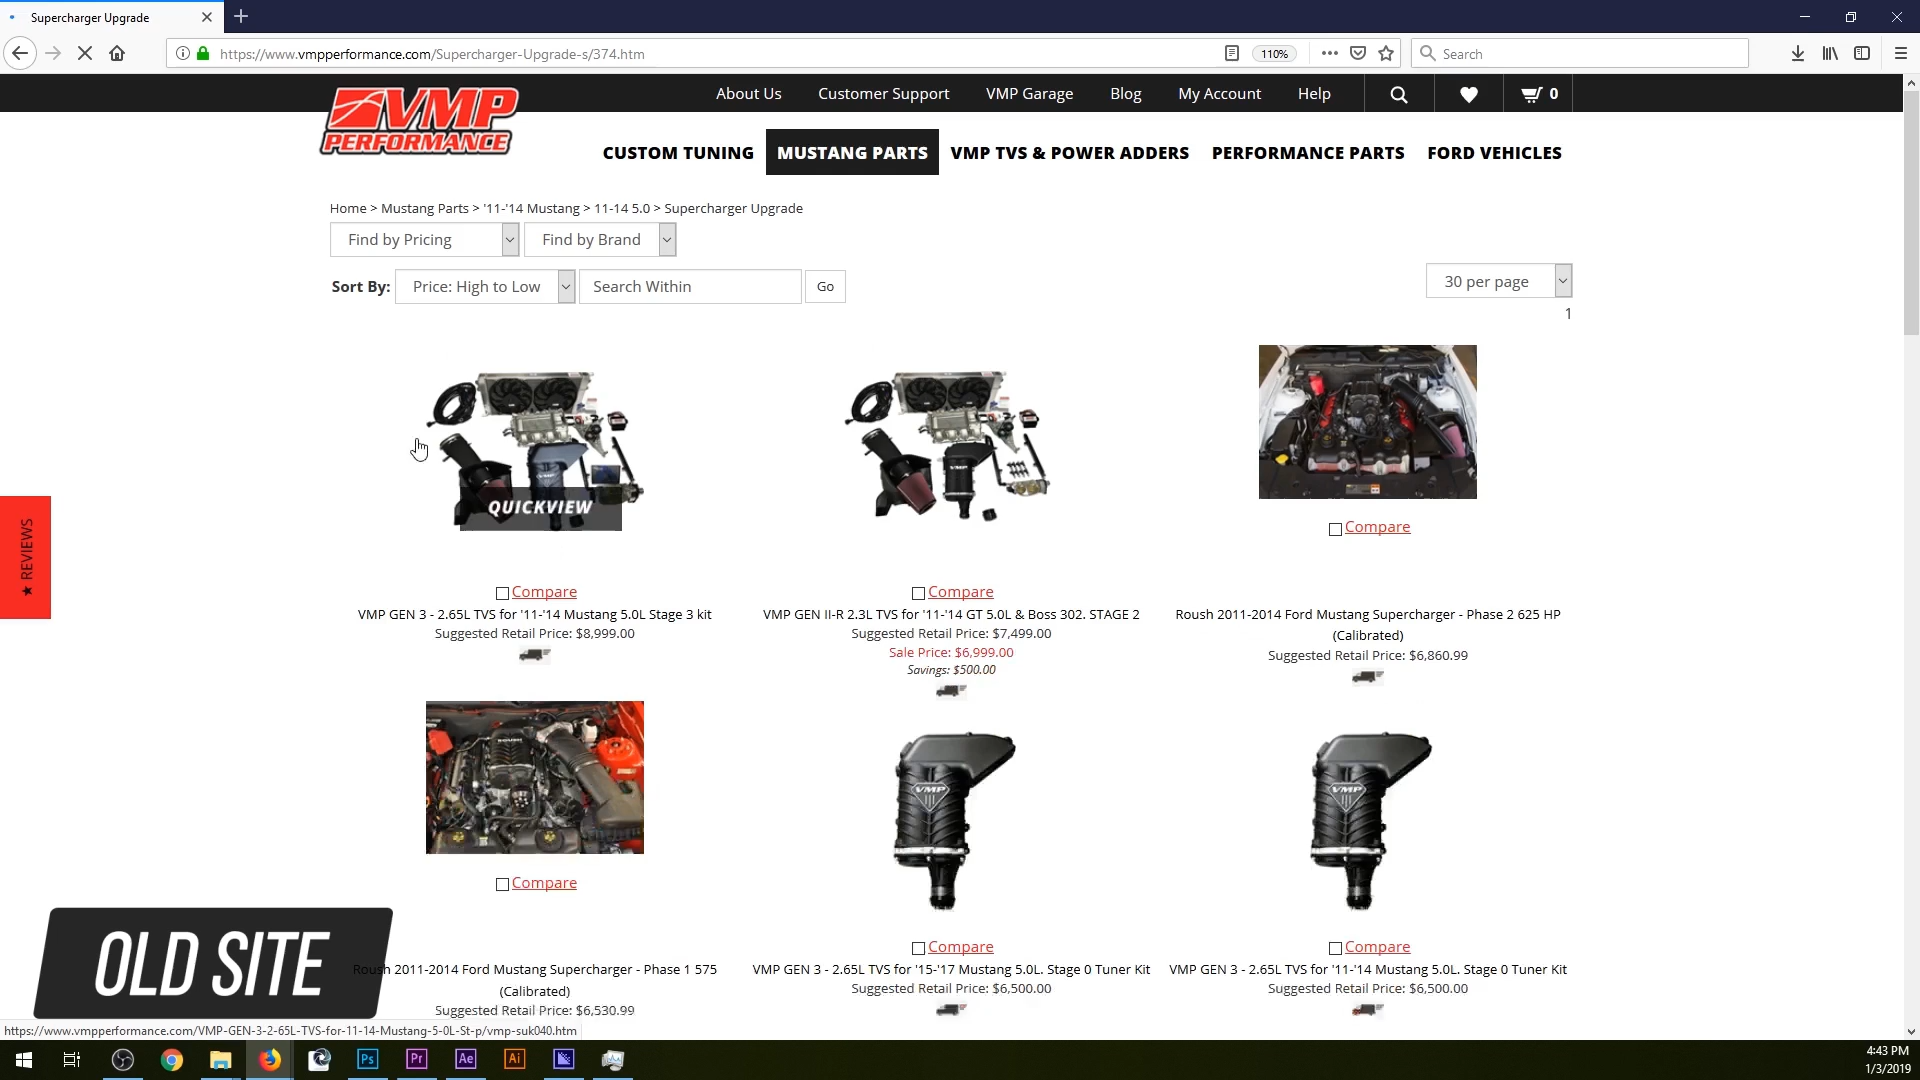 Supercharger Upgrade
https://www.vmpperformance.com/Supercharger-Upgrade-s/374.htm
110%
Search
VMP PERFORMANCE
About Us
Customer Support
VMP Garage
Blog
My Account
Help
0
CUSTOM TUNING
MUSTANG PARTS
VMP TVS & POWER ADDERS
PERFORMANCE PARTS
FORD VEHICLES
Home > Mustang Parts > '11-'14 Mustang > 11-14 5.0 > Supercharger Upgrade
Find by Pricing
Find by Brand
Sort By:
Price: High to Low
Search Within
Go
30 per page
1
QUICKVIEW
VMP
Compare
Compare
Compare
VMP GEN 3 - 2.65L TVS for '11-'14 Mustang 5.0L Stage 3 kit
Suggested Retail Price: $8,999.00
VMP GEN II-R 2.3L TVS for '11-'14 GT 5.0L & Boss 302. STAGE 2
Suggested Retail Price: $7,499.00
Sale Price: $6,999.00
Savings: $500.00
Roush 2011-2014 Ford Mustang Supercharger - Phase 2 625 HP
(Calibrated)
Suggested Retail Price: $6,860.99
★ REVIEWS
VMP
VMP
Compare
Compare
Compare
Roush 2011-2014 Ford Mustang Supercharger - Phase 1 575
(Calibrated)
Suggested Retail Price: $6,530.99
VMP GEN 3 - 2.65L TVS for '15-'17 Mustang 5.0L. Stage 0 Tuner Kit
Suggested Retail Price: $6,500.00
VMP GEN 3 - 2.65L TVS for '11-'14 Mustang 5.0L. Stage 0 Tuner Kit
Suggested Retail Price: $6,500.00
OLD SITE
https://www.vmpperformance.com/VMP-GEN-3-2-65L-TVS-for-11-14-Mustang-5-0L-St-p/vmp-suk040.htm
Ps
Pr
Ae
Ai
4:43 PM
1/3/2019